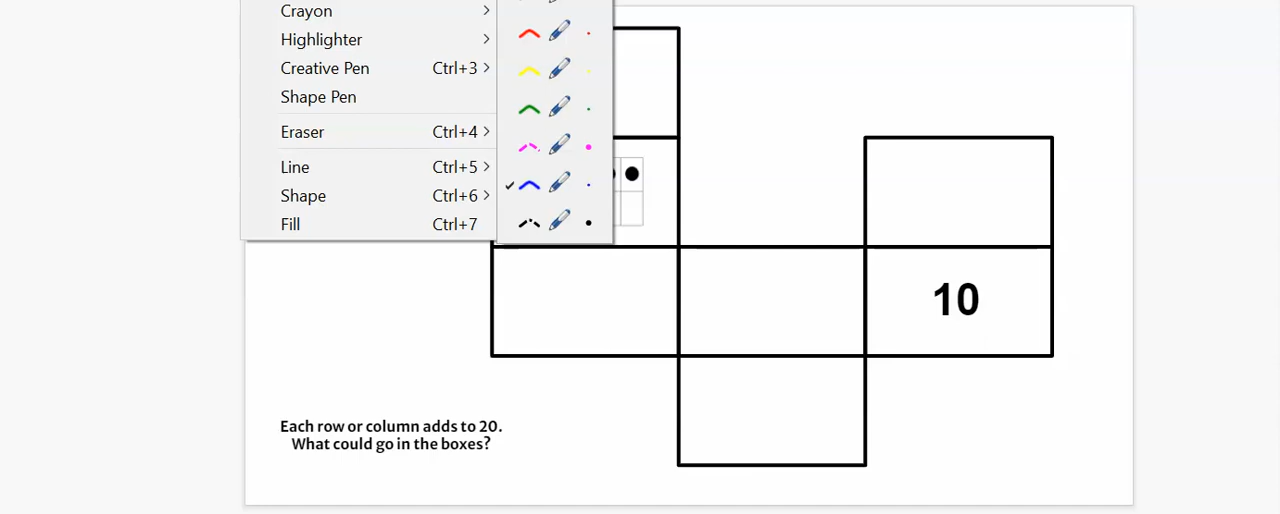 Crayon
Highlighter
Creative Pen Ctrl+3
Shape Pen
Eraser Ctrl+4
Line Ctrl+5
Shape Ctrl+6
Fill Ctrl+7
10
Each row or column adds to 20.
What could go in the boxes?